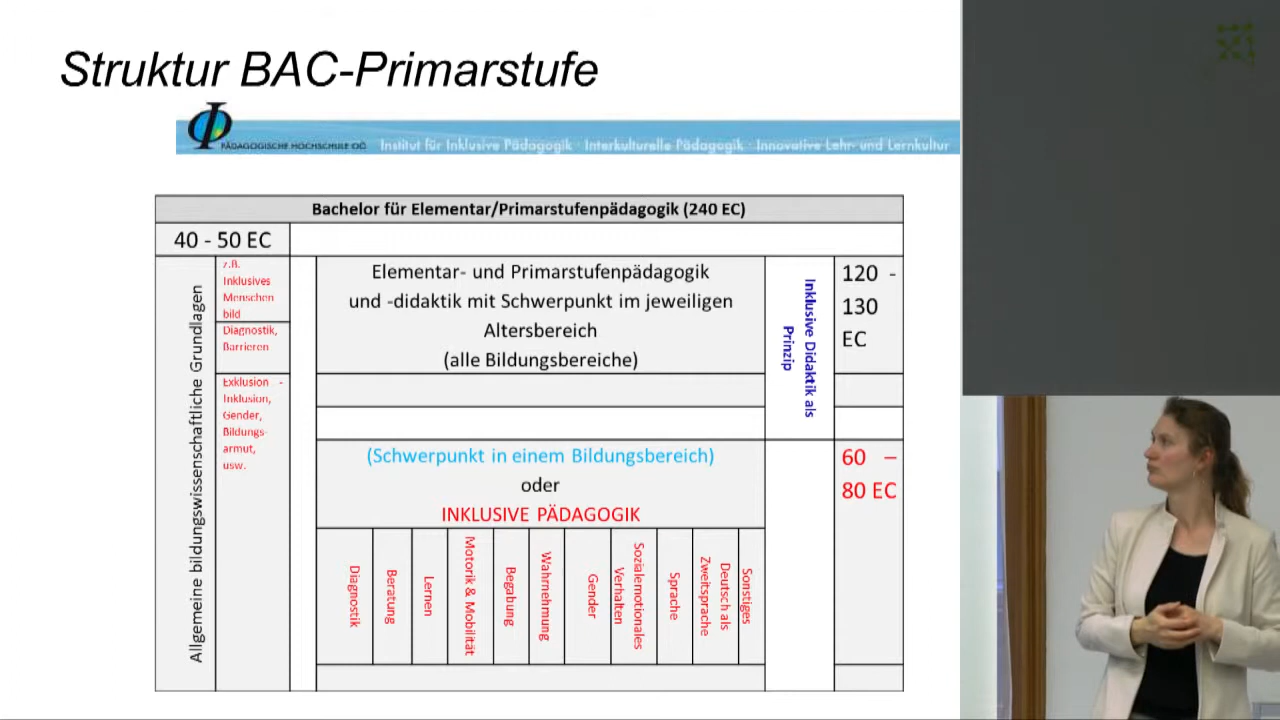 Struktur BAC-Primarstufe
PÄDAGOGISCHE HOCHSCHULE OÖ
Institut für Inklusive Pädagogik · Interkulturelle Pädagogik · Innovative Lehr- und Lernkultur
Bachelor für Elementar/Primarstufenpädagogik (240 EC)
40 - 50 EC
Allgemeine bildungswissenschaftliche Grundlagen
z.B.
Inklusives
Menschen
bild
Diagnostik,
Barrieren
Exklusion -
Inklusion,
Gender,
Bildungs-
armut,
usw.
Elementar- und Primarstufenpädagogik
und -didaktik mit Schwerpunkt im jeweiligen
Altersbereich
(alle Bildungsbereiche)
Inklusive Didaktik als
Prinzip
120 -
130
EC
(Schwerpunkt in einem Bildungsbereich)
oder
INKLUSIVE PÄDAGOGIK
60 –
80 EC
Diagnostik
Beratung
Lernen
Motorik & Mobilität
Begabung
Wahrnehmung
Gender
Sozialemotionales
Verhalten
Sprache
Deutsch als
Zweitsprache
Sonstiges